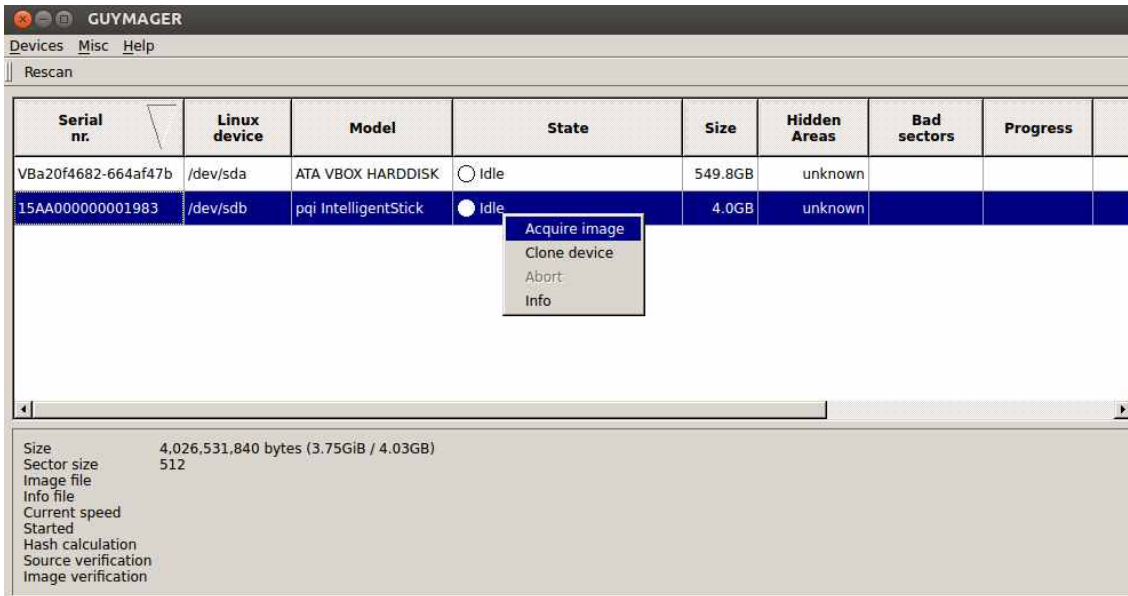 GUYMAGER
Devices Misc Help
Rescan
Serial nr. Linux device Model State Size Hidden Areas Bad sectors Progress
VBa20f4682-664af47b /dev/sda ATA VBOX HARDDISK Idle 549.8GB unknown
15AA000000001983 /dev/sdb pqi IntelligentStick Idle 4.0GB unknown
Acquire image
Clone device
Abort
Info
Size 4,026,531,840 bytes (3.75GiB / 4.03GB)
Sector size 512
Image file
Info file
Current speed
Started
Hash calculation
Source verification
Image verification